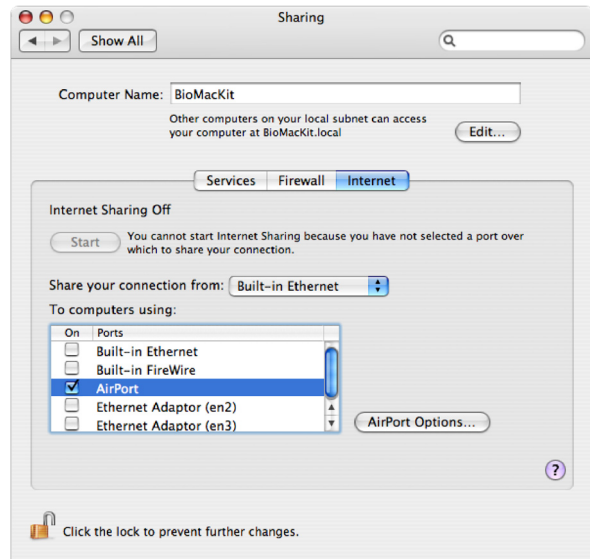 Sharing
Show All
Computer Name: BioMacKit
Other computers on your local subnet can access
your computer at BioMacKit.local
Edit...
Services Firewall Internet
Internet Sharing Off
Start
You cannot start Internet Sharing because you have not selected a port over
which to share your connection.
Share your connection from: Built-in Ethernet
To computers using:
On Ports
Built-in Ethernet
Built-in FireWire
AirPort
Ethernet Adaptor (en2)
Ethernet Adaptor (en3)
AirPort Options...
?
Click the lock to prevent further changes.